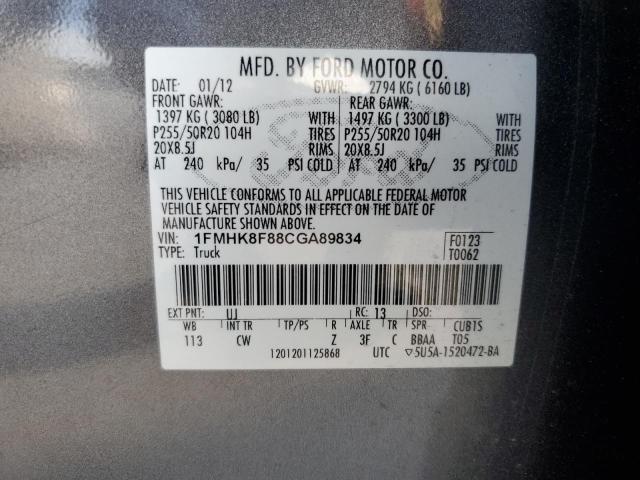 MFD. BY FORD MOTOR CO.
DATE: 01/12 GVWR: 2794 KG ( 6160 LB)
FRONT GAWR: REAR GAWR:
1397 KG ( 3080 LB) WITH 1497 KG ( 3300 LB) WITH
P255/50R20 104H TIRES P255/50R20 104H TIRES
20X8.5J RIMS 20X8.5J RIMS
AT 240 kPa/ 35 PSI COLD AT 240 kPa/ 35 PSI COLD
THIS VEHICLE CONFORMS TO ALL APPLICABLE FEDERAL MOTOR
VEHICLE SAFETY STANDARDS IN EFFECT ON THE DATE OF
MANUFACTURE SHOWN ABOVE.
VIN: 1FMHK8F88CGA89834 F0123
TYPE: Truck T0062
EXT PNT: UJ RC: 13 DSO:
WB INT TR TP/PS R AXLE TR SPR CUB1S
113 CW Z 3F C BBAA T05
1201201125868 UTC ▽5U5A-1520472-BA